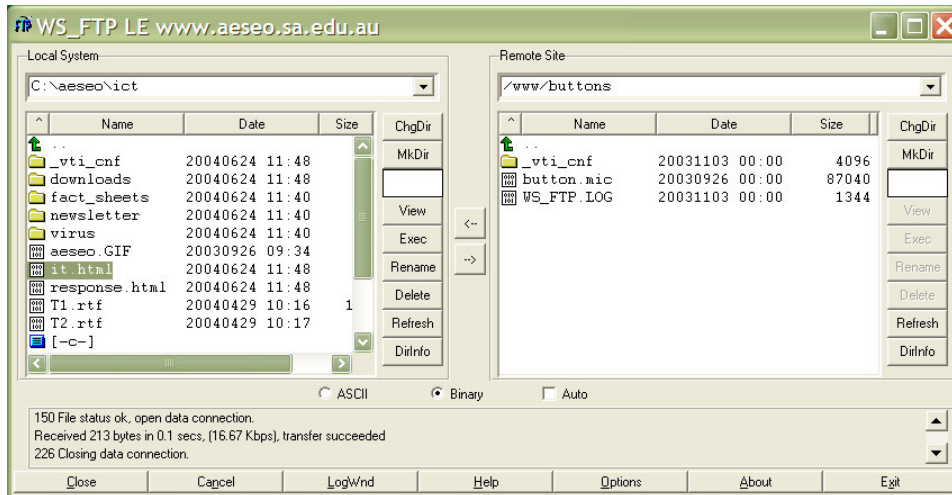 WS_FTP LE www.aeseo.sa.edu.au
Local System
C:\aeseo\ict
^ Name Date Size
..
_vti_cnf 20040624 11:48
downloads 20040624 11:48
fact_sheets 20040624 11:40
newsletter 20040624 11:40
virus 20040624 11:40
aeseo.GIF 20030926 09:34
it.html 20040624 11:48
response.html 20040624 11:48
T1.rtf 20040429 10:16 1
T2.rtf 20040429 10:17
[-c-]
ChgDir
MkDir
View
Exec
Rename
Delete
Refresh
DirInfo
<--
-->
Remote Site
/www/buttons
^ Name Date Size
..
_vti_cnf 20031103 00:00 4096
button.mic 20030926 00:00 87040
WS_FTP.LOG 20031103 00:00 1344
ChgDir
MkDir
View
Exec
Rename
Delete
Refresh
DirInfo
ASCII Binary Auto
150 File status ok, open data connection.
Received 213 bytes in 0.1 secs, (16.67 Kbps), transfer succeeded
226 Closing data connection.
Close Cancel LogWnd Help Options About Exit